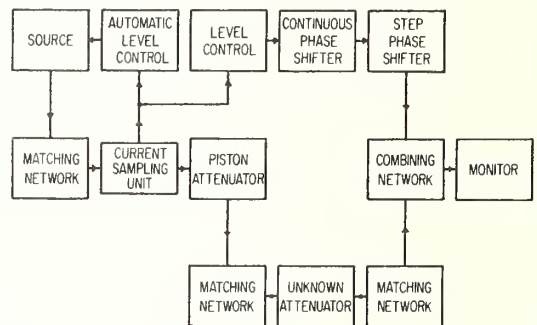 SOURCE
AUTOMATIC
LEVEL
CONTROL
LEVEL
CONTROL
CONTINUOUS
PHASE
SHIFTER
STEP
PHASE
SHIFTER
MATCHING
NETWORK
CURRENT
SAMPLING
UNIT
PISTON
ATTENUATOR
COMBINING
NETWORK
MONITOR
MATCHING
NETWORK
UNKNOWN
ATTENUATOR
MATCHING
NETWORK